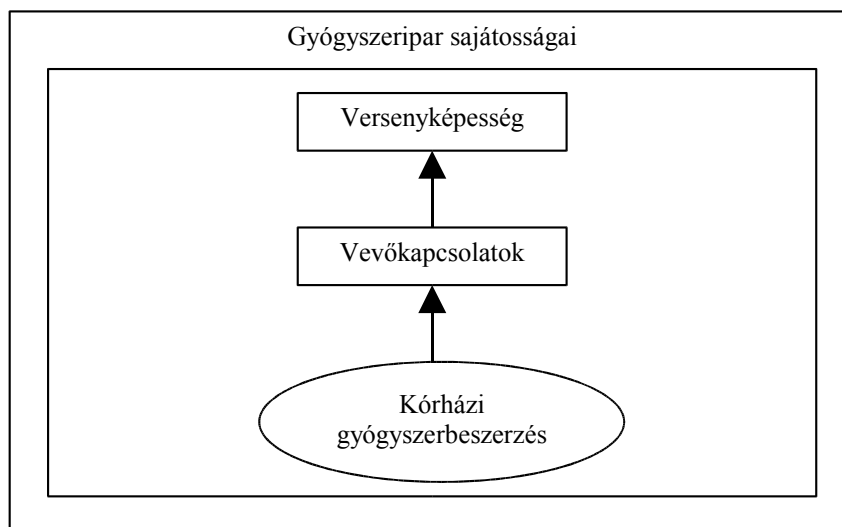 Gyógyszeripar sajátosságai
Versenyképesség
Vevőkapcsolatok
Kórházi
gyógyszerbeszerzés